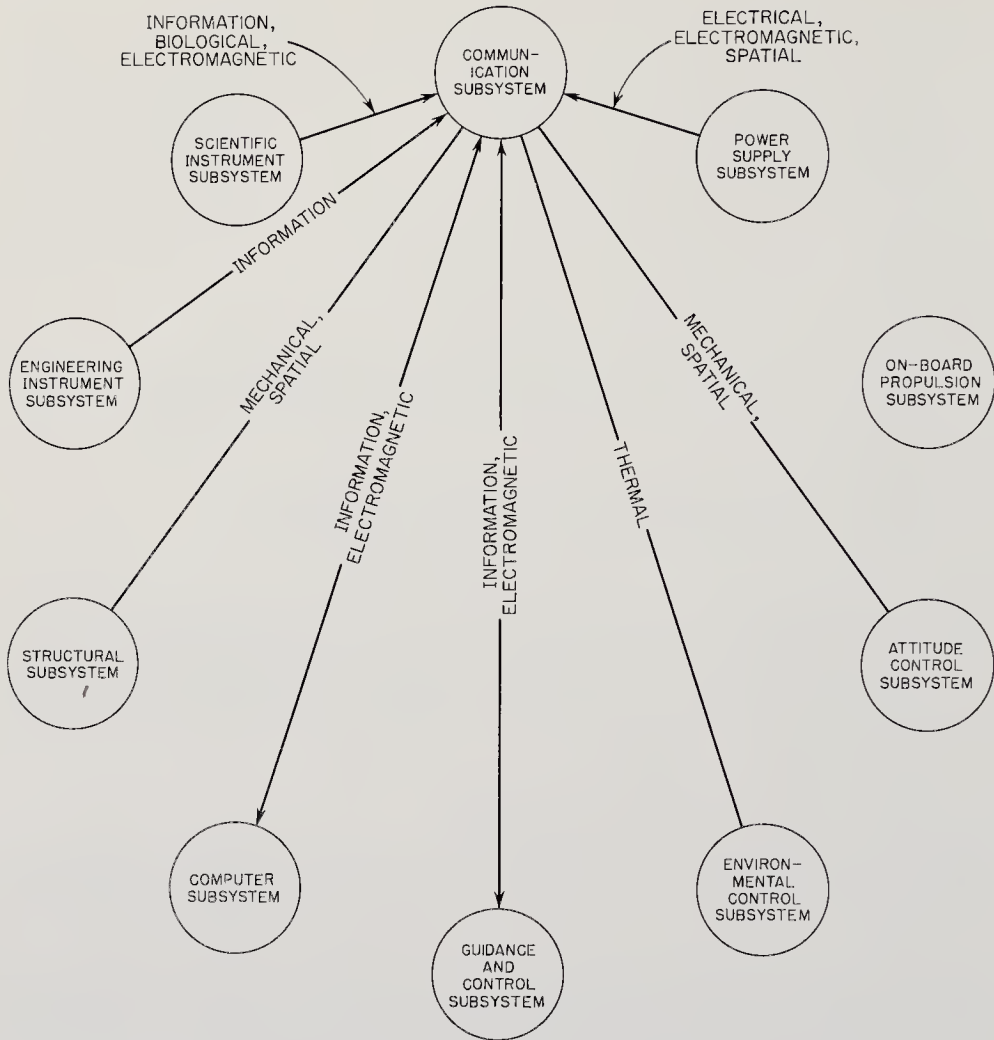 INFORMATION,
BIOLOGICAL,
ELECTROMAGNETIC
COMMUN-
ICATION
SUBSYSTEM
ELECTRICAL,
ELECTROMAGNETIC,
SPATIAL
SCIENTIFIC
INSTRUMENT
SUBSYSTEM
POWER
SUPPLY
SUBSYSTEM
INFORMATION
ENGINEERING
INSTRUMENT
SUBSYSTEM
MECHANICAL,
SPATIAL
INFORMATION,
ELECTROMAGNETIC
INFORMATION,
ELECTROMAGNETIC
THERMAL
MECHANICAL,
SPATIAL
ON-BOARD
PROPULSION
SUBSYSTEM
STRUCTURAL
SUBSYSTEM
ATTITUDE
CONTROL
SUBSYSTEM
COMPUTER
SUBSYSTEM
GUIDANCE
AND
CONTROL
SUBSYSTEM
ENVIRON-
MENTAL
CONTROL
SUBSYSTEM